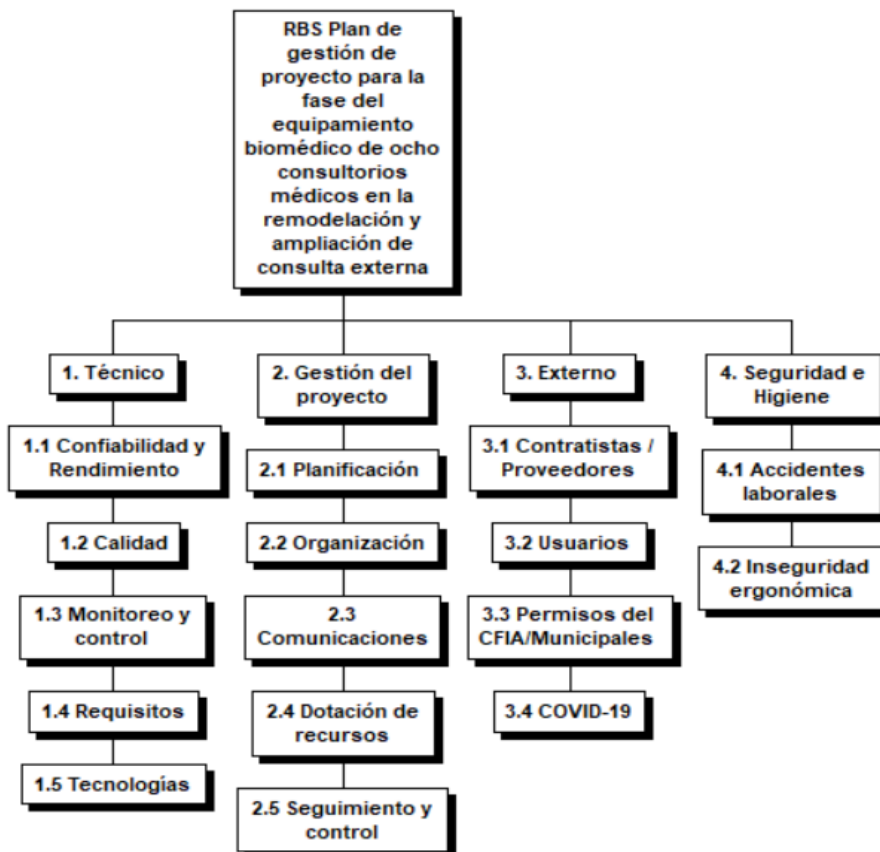 RBS Plan de
gestión de
proyecto para la
fase del
equipamiento
biomédico de ocho
consultorios
médicos en la
remodelación y
ampliación de
consulta externa
1. Técnico
1.1 Confiabilidad y
Rendimiento
1.2 Calidad
1.3 Monitoreo y
control
1.4 Requisitos
1.5 Tecnologías
2. Gestión del
proyecto
2.1 Planificación
2.2 Organización
2.3
Comunicaciones
2.4 Dotación de
recursos
2.5 Seguimiento y
control
3. Externo
3.1 Contratistas /
Proveedores
3.2 Usuarios
3.3 Permisos del
CFIA/Municipales
3.4 COVID-19
4. Seguridad e
Higiene
4.1 Accidentes
laborales
4.2 Inseguridad
ergonómica